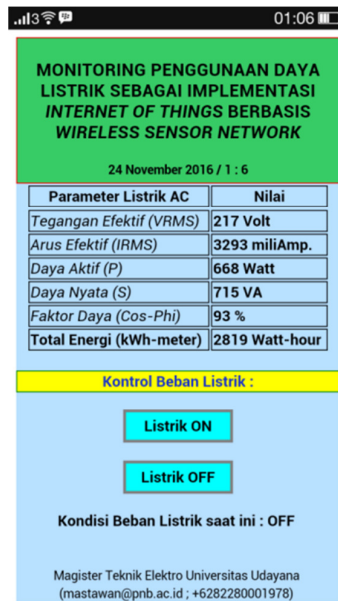 3 01:06
MONITORING PENGGUNAAN DAYA
LISTRIK SEBAGAI IMPLEMENTASI
INTERNET OF THINGS BERBASIS
WIRELESS SENSOR NETWORK
24 November 2016 / 1 : 6
Parameter Listrik AC Nilai
Tegangan Efektif (VRMS) 217 Volt
Arus Efektif (IRMS) 3293 miliAmp.
Daya Aktif (P) 668 Watt
Daya Nyata (S) 715 VA
Faktor Daya (Cos-Phi) 93 %
Total Energi (kWh-meter) 2819 Watt-hour
Kontrol Beban Listrik :
Listrik ON
Listrik OFF
Kondisi Beban Listrik saat ini : OFF
Magister Teknik Elektro Universitas Udayana
(mastawan@pnb.ac.id ; +6282280001978)